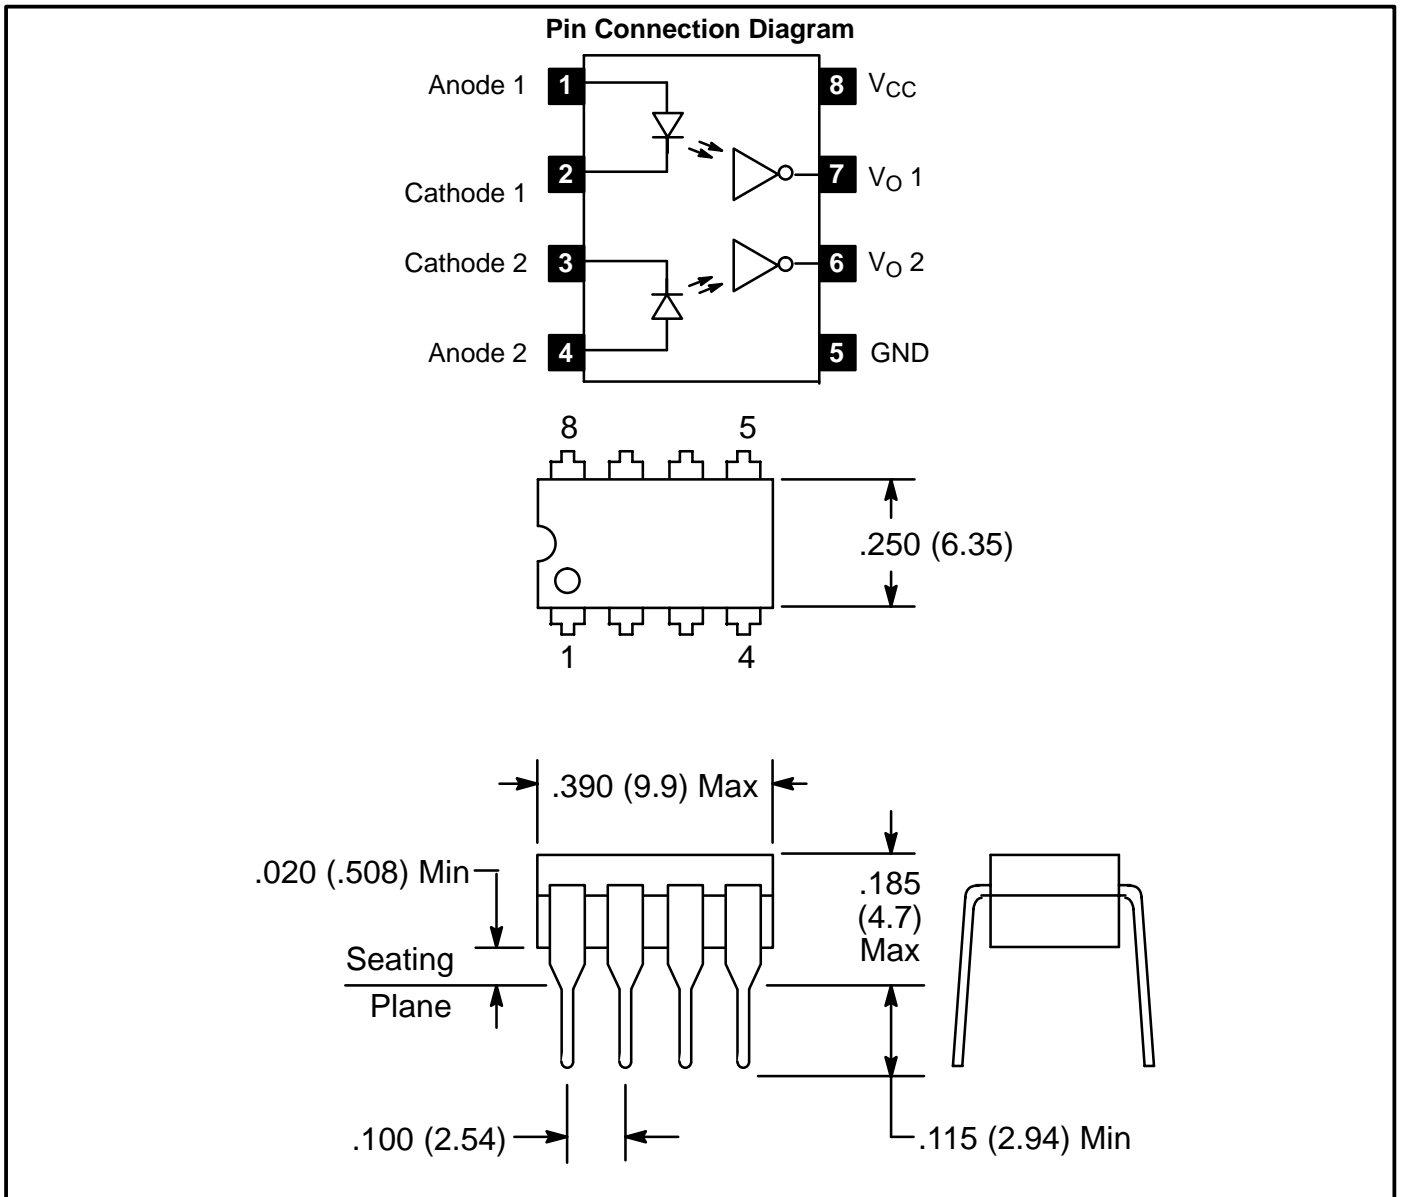 Pin Connection Diagram
Anode 1 1 8 VCC
Cathode 1 2 7 VO 1
Cathode 2 3 6 VO 2
Anode 2 4 5 GND
8 5
.250 (6.35)
1 4
.390 (9.9) Max
.020 (.508) Min
.185
(4.7)
Max
Seating
Plane
.100 (2.54)
.115 (2.94) Min